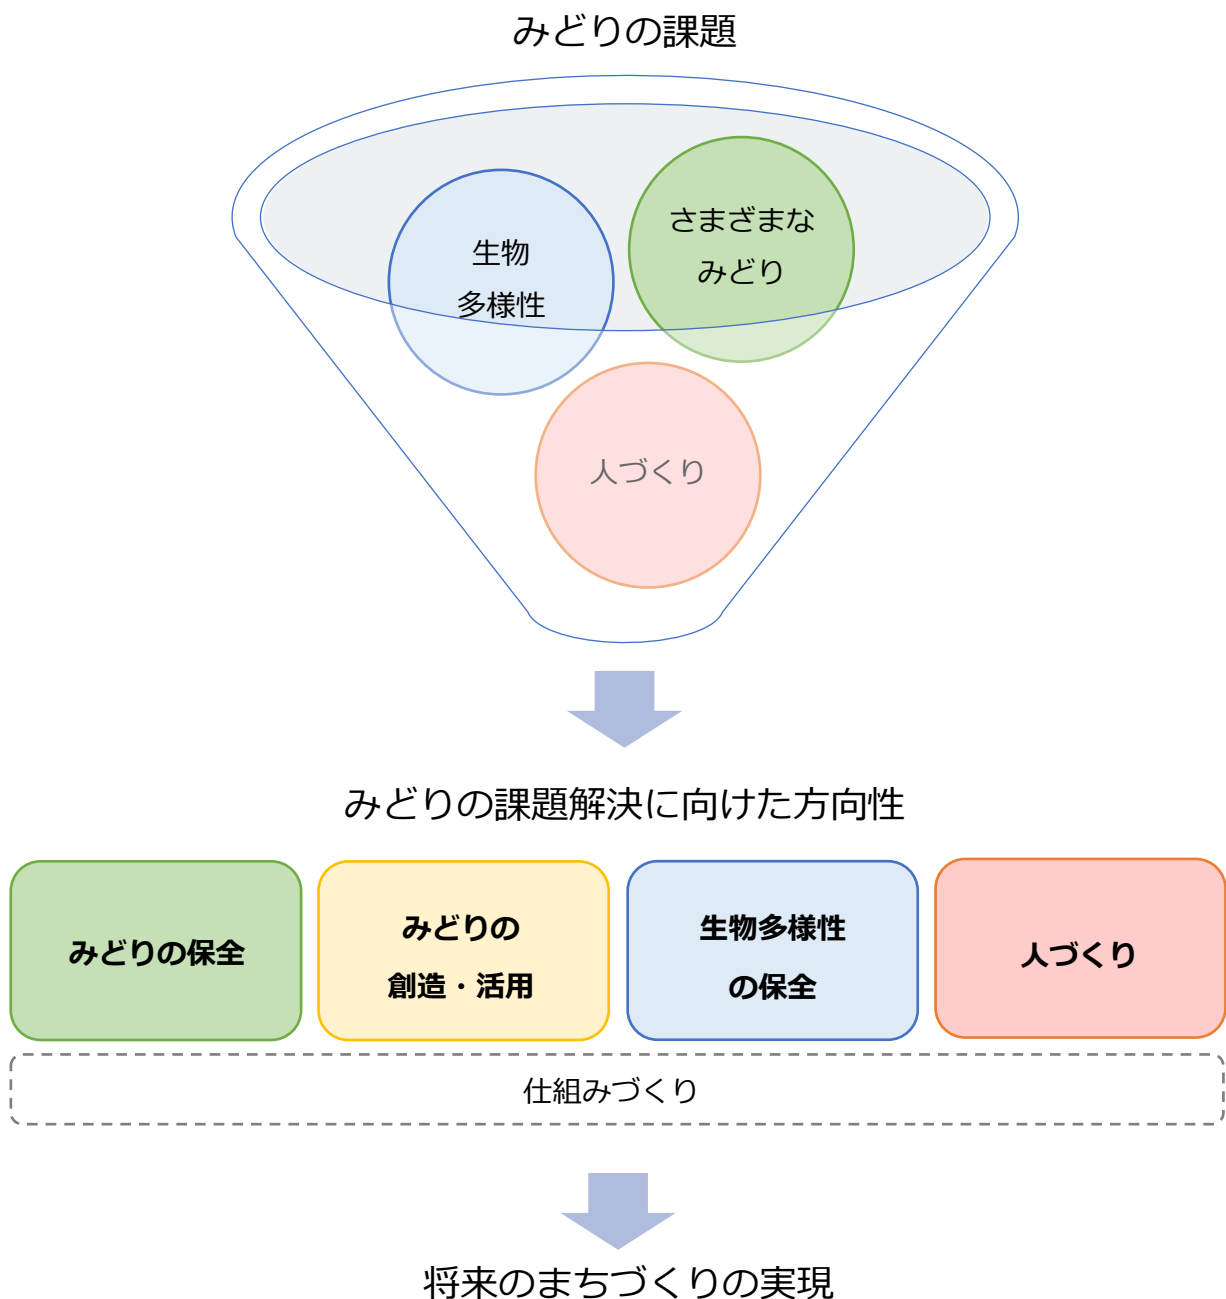 みどりの課題
さまざまな
みどり
生物
多様性
人づくり
みどりの課題解決に向けた方向性
みどりの保全
みどりの
創造・活用
生物多様性
の保全
人づくり
仕組みづくり
将来のまちづくりの実現